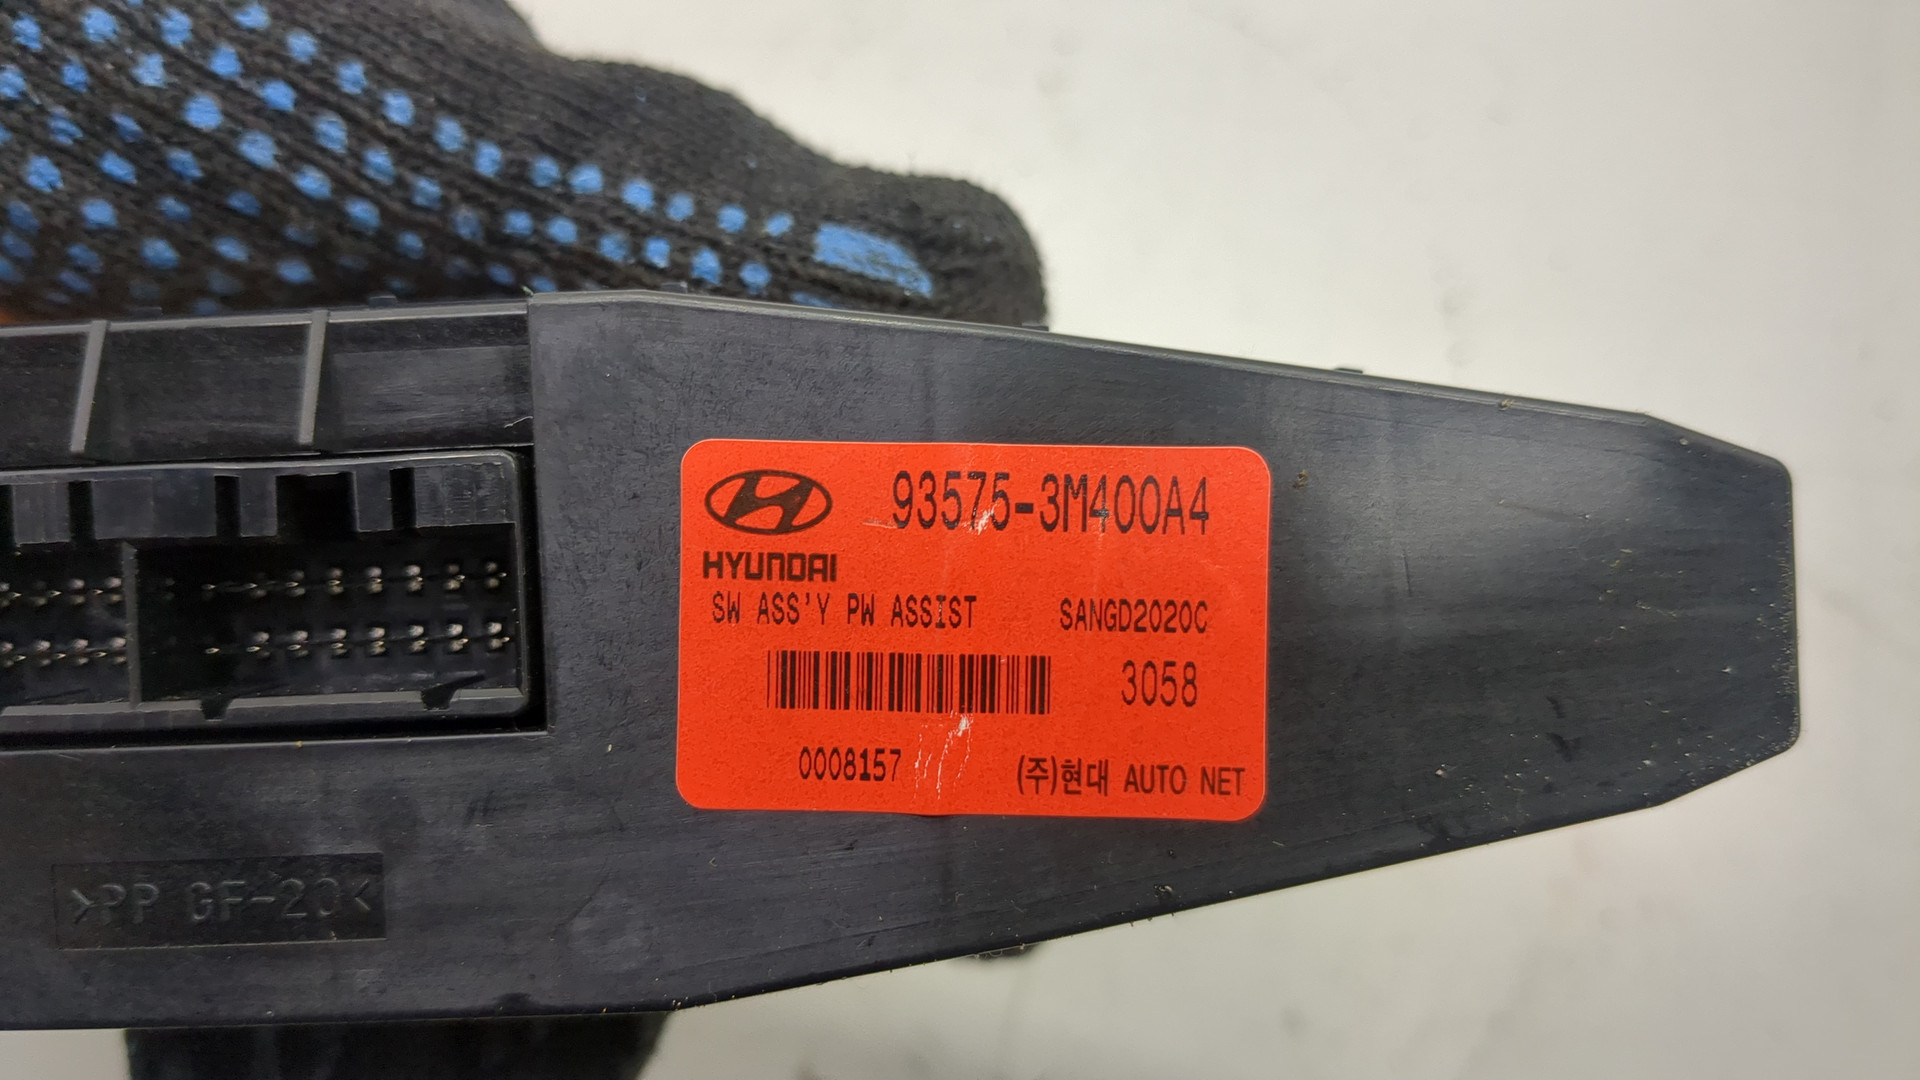 93575-3M400A4
HYUNDAI
SW ASS'Y PW ASSIST SANGD2020C
3058
0008157 (주)현대 AUTO NET
>PP GF-20<